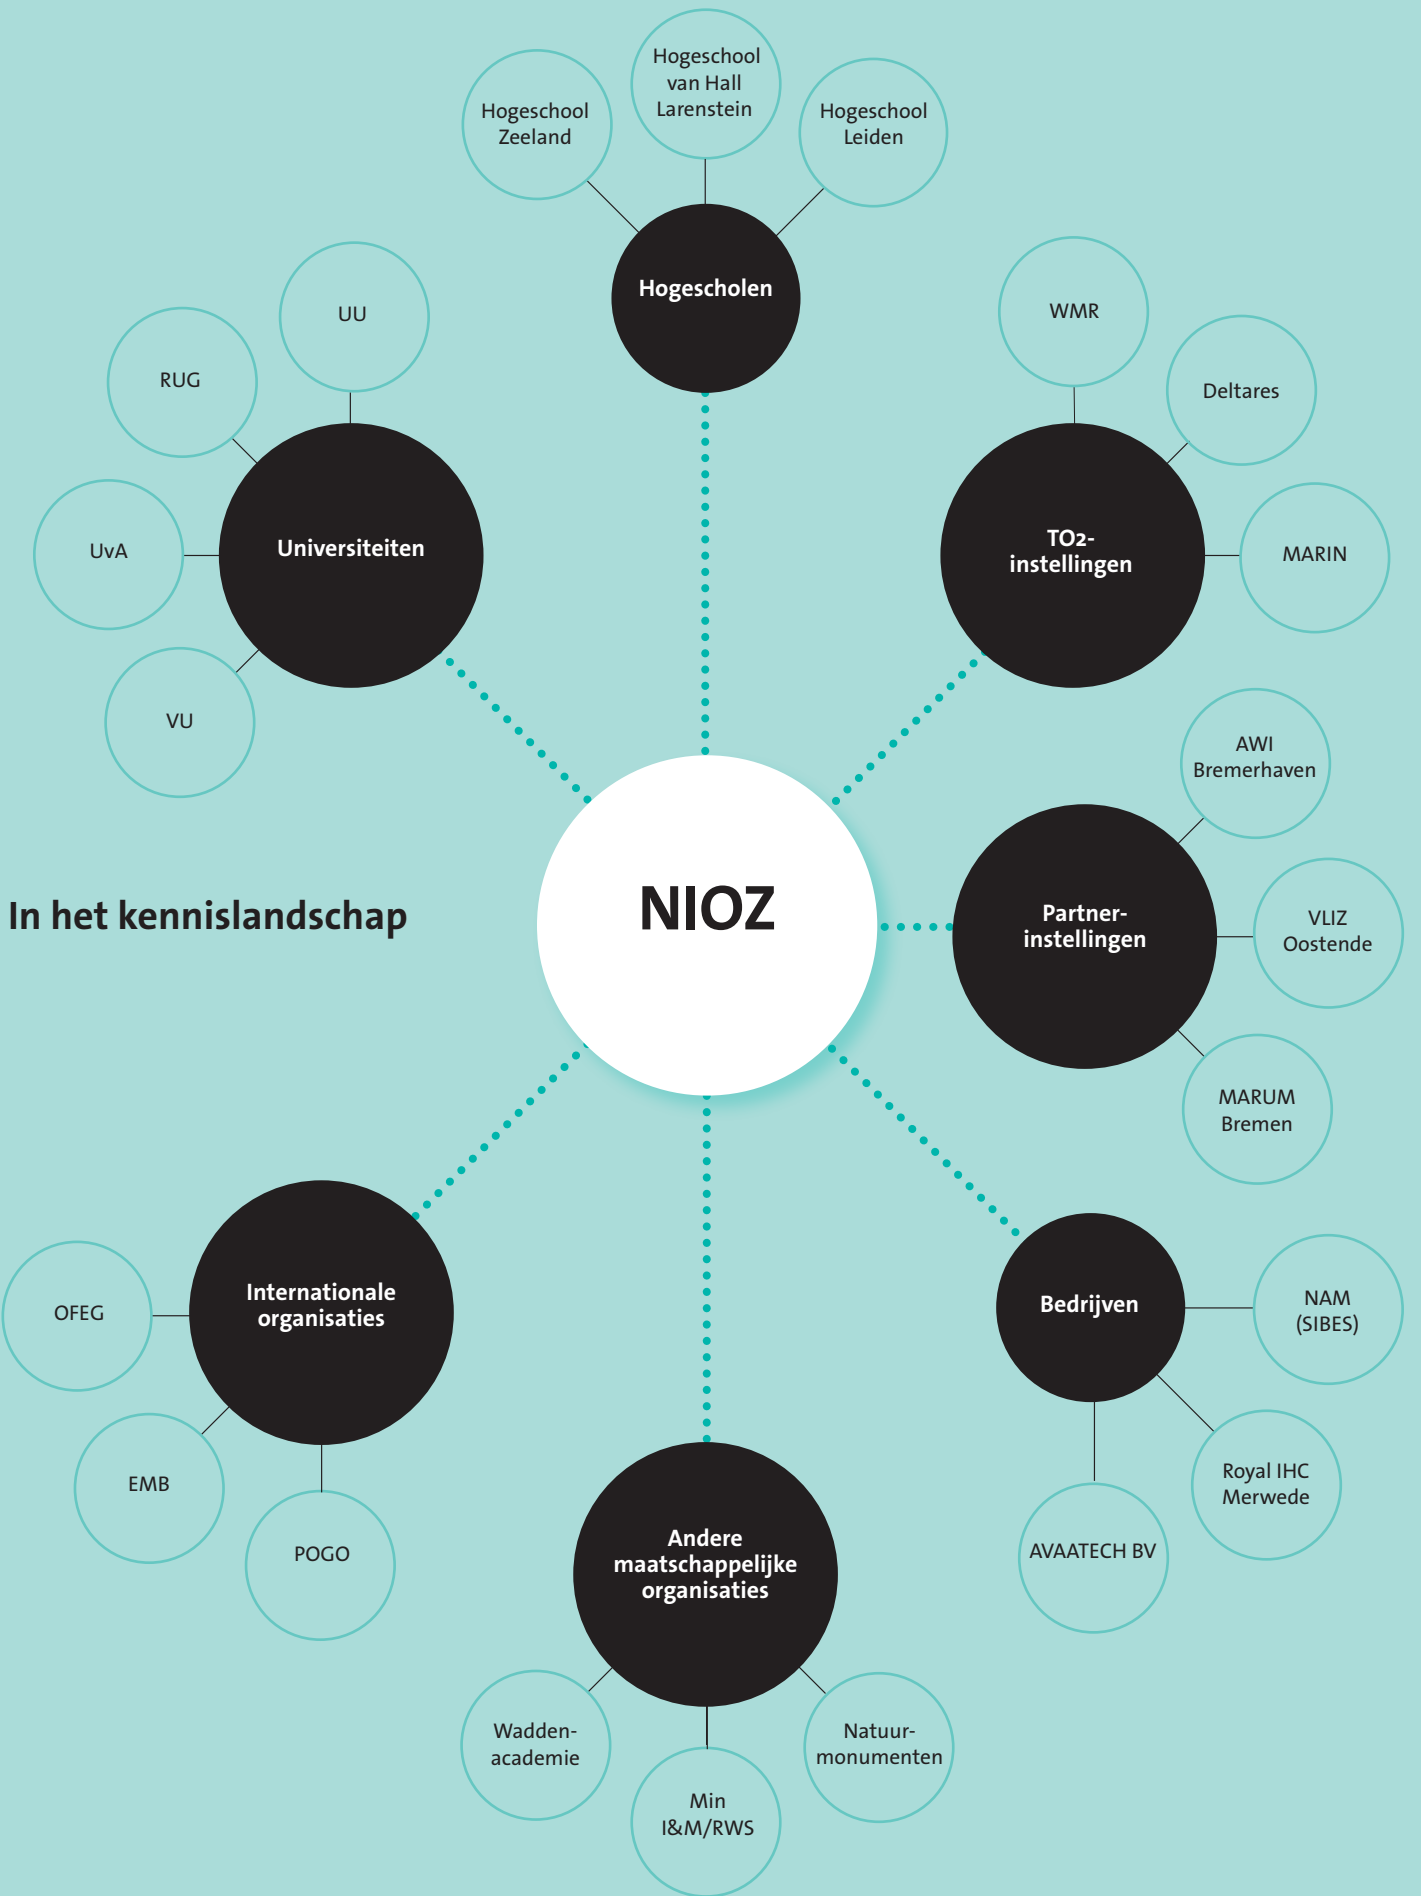 Hogeschool
Zeeland
Hogeschool
van Hall
Larenstein
Hogeschool
Leiden
Hogescholen
UU
RUG
UvA
VU
Universiteiten
WMR
Deltares
MARIN
TO2-
instellingen
AWI
Bremerhaven
VLIZ
Oostende
MARUM
Bremen
Partner-
instellingen
In het kennislandschap
NIOZ
Internationale
organisaties
OFEG
EMB
POGO
Bedrijven
NAM
(SIBES)
Royal IHC
Merwede
AVAATECH BV
Andere
maatschappelijke
organisaties
Wadden-
academie
Min
I&M/RWS
Natuur-
monumenten